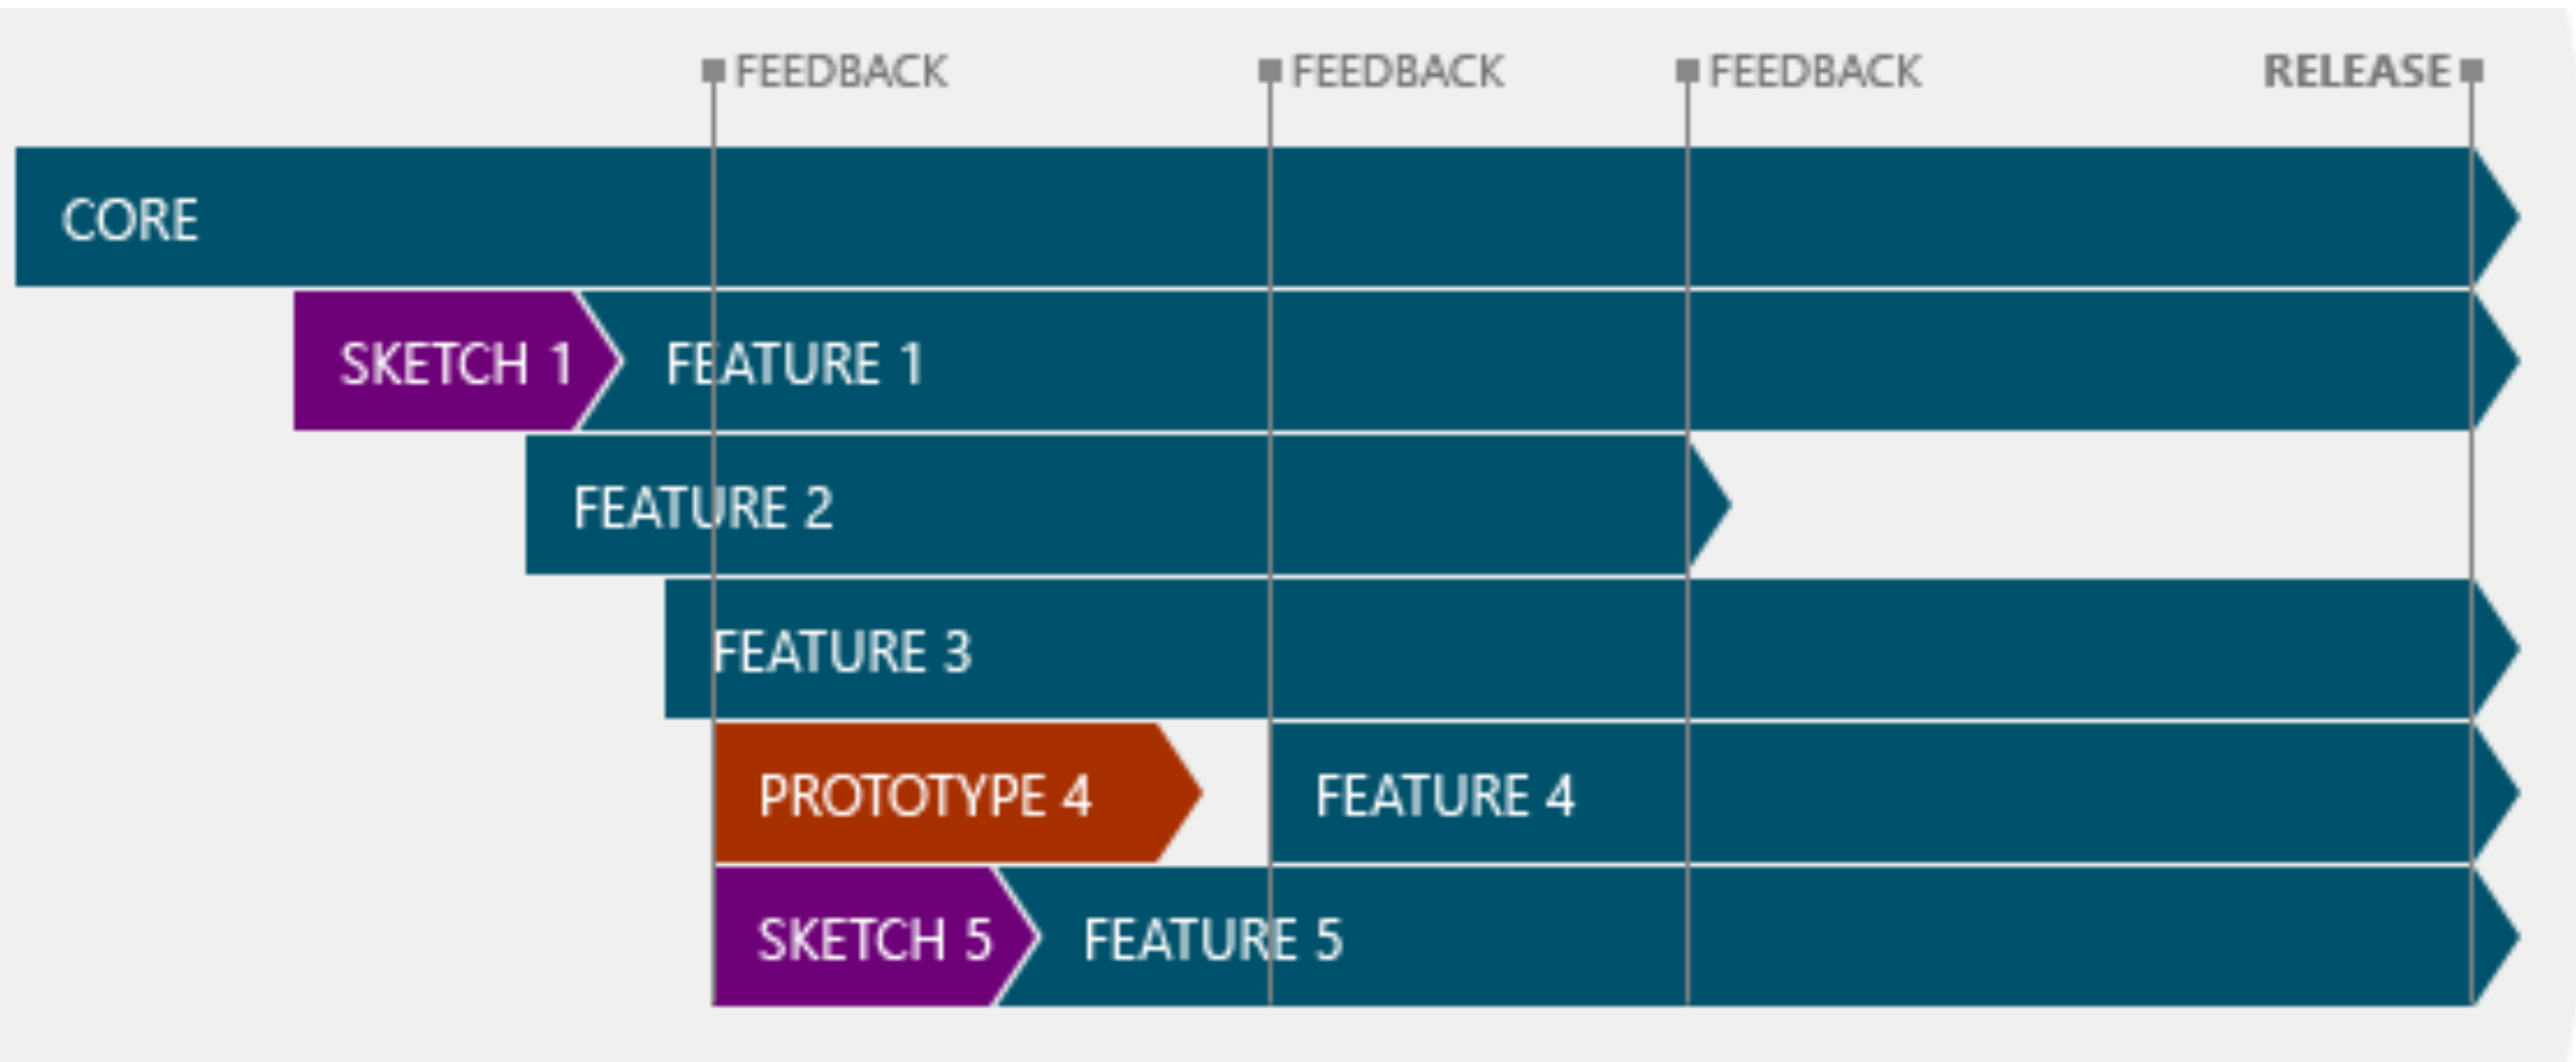 FEEDBACK FEEDBACK FEEDBACK RELEASE
CORE
SKETCH 1 FEATURE 1
FEATURE 2
FEATURE 3
PROTOTYPE 4 FEATURE 4
SKETCH 5 FEATURE 5